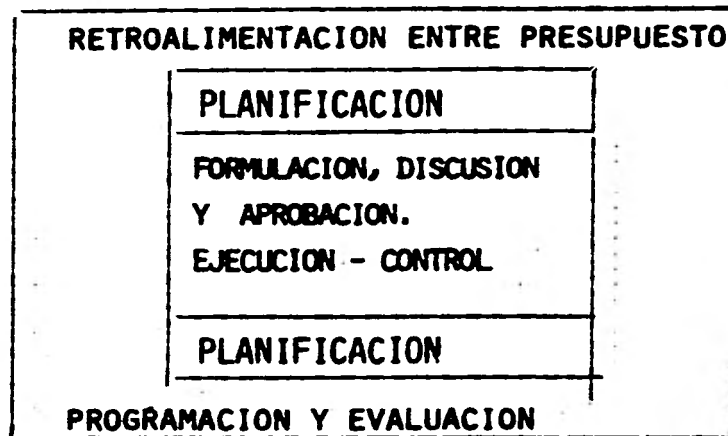 RETROALIMENTACION ENTRE PRESUPUESTO
PLANIFICACION
FORMULACION, DISCUSION
Y APROBACION.
EJECUCION - CONTROL
PLANIFICACION
PROGRAMACION Y EVALUACION